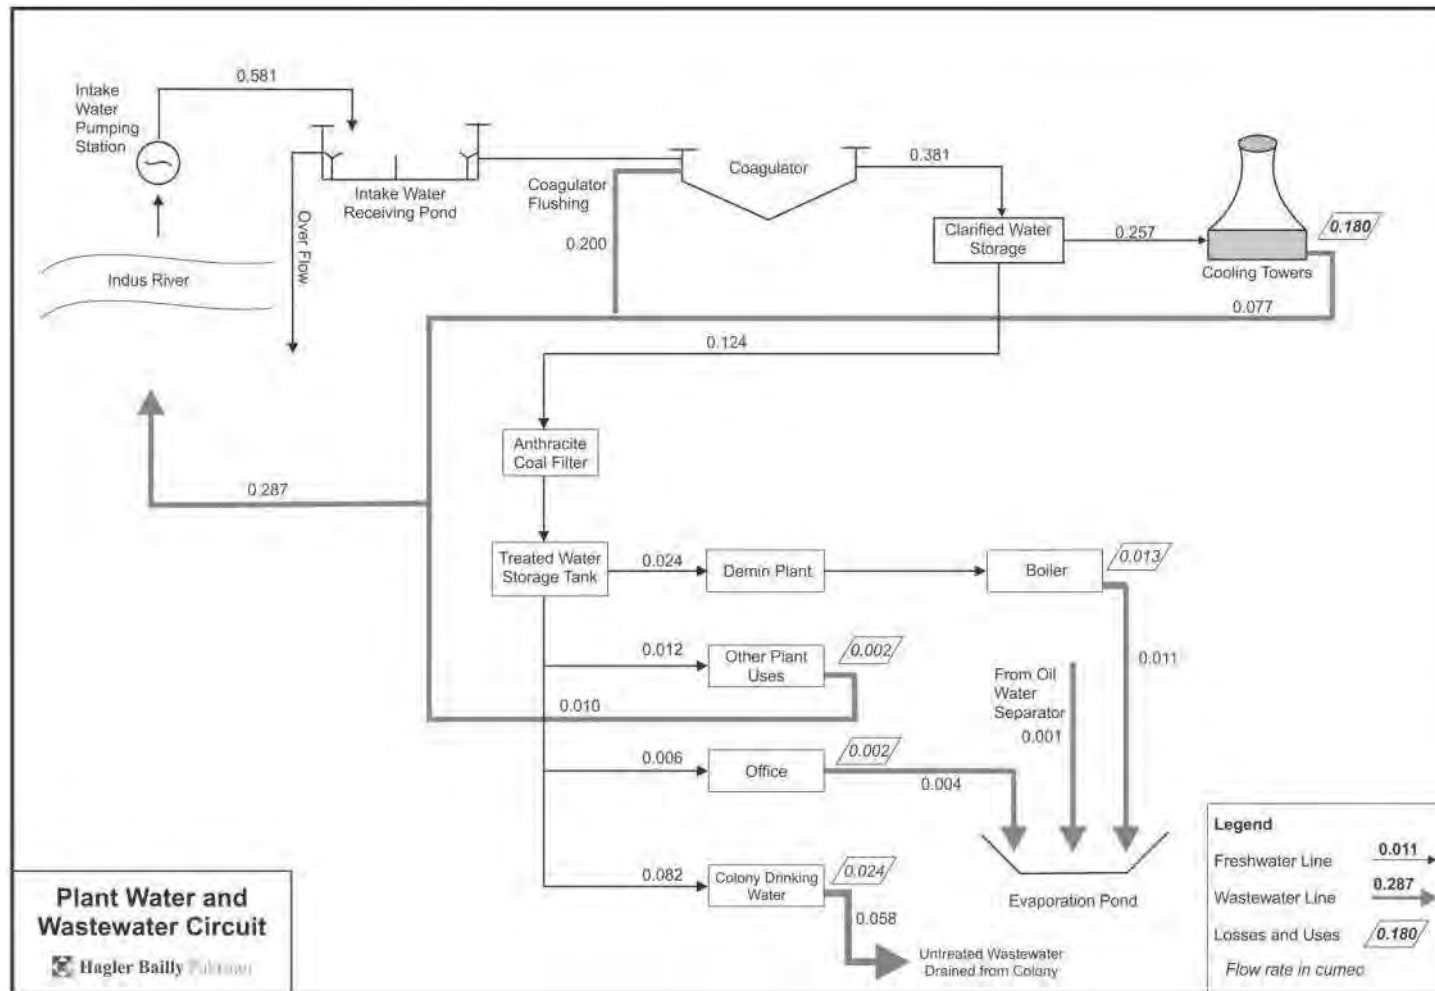 0.581
Intake
Water
Pumping
Station
Intake Water
Receiving Pond
Over Flow
Indus River
Coagulator
Flushing
0.200
Coagulator
0.381
Clarified Water
Storage
0.257
0.180
Cooling Towers
0.077
0.124
Anthracite
Coal Filter
0.287
Treated Water
Storage Tank
0.024
Demin Plant
Boiler
0.013
0.012
Other Plant
Uses
0.002
0.010
0.011
From Oil
Water
Separator
0.001
0.006
Office
0.002
0.004
0.082
Colony Drinking
Water
0.024
0.058
Evaporation Pond
Untreated Wastewater
Drained from Colony
Plant Water and
Wastewater Circuit
Hagler Bailly Pakistan
Legend
Freshwater Line 0.011
Wastewater Line 0.287
Losses and Uses 0.180
Flow rate in cumec